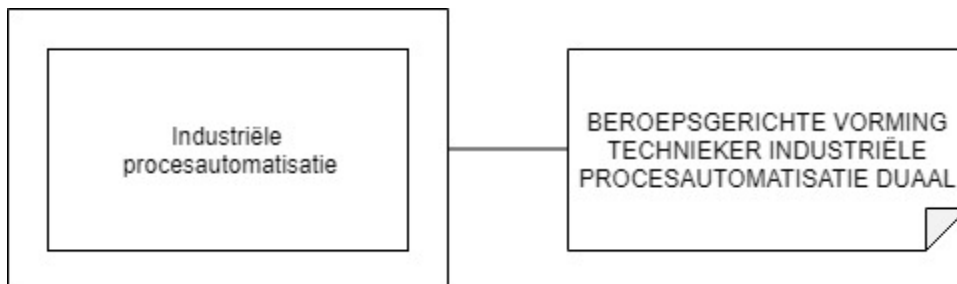 Industriële
procesautomatisatie
BEROEPSGERICHTE VORMING
TECHNIEKER INDUSTRIËLE
PROCESAUTOMATISATIE DUAAL